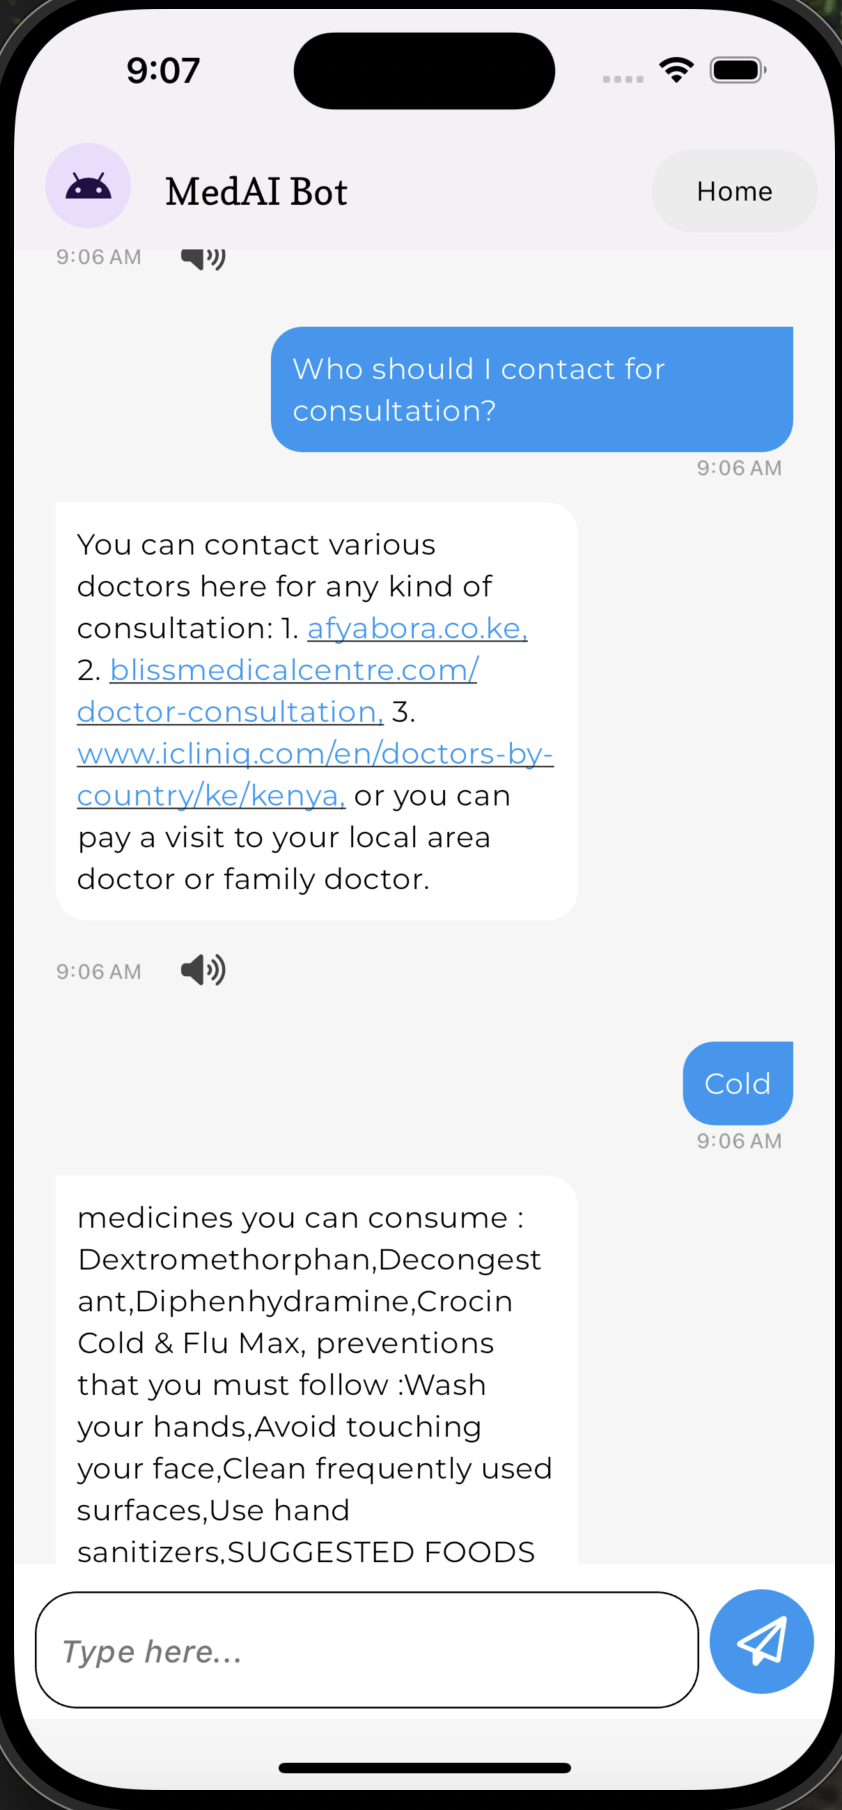 9:07
MedAI Bot
Home
9:06 AM
Who should I contact for
consultation?
9:06 AM
You can contact various
doctors here for any kind of
consultation: 1. afyabora.co.ke,
2. blissmedicalcentre.com/
doctor-consultation, 3.
www.icliniq.com/en/doctors-by-
country/ke/kenya, or you can
pay a visit to your local area
doctor or family doctor.
9:06 AM
Cold
9:06 AM
medicines you can consume :
Dextromethorphan,Decongest
ant,Diphenhydramine,Crocin
Cold & Flu Max, preventions
that you must follow :Wash
your hands,Avoid touching
your face,Clean frequently used
surfaces,Use hand
sanitizers,SUGGESTED FOODS
Type here...